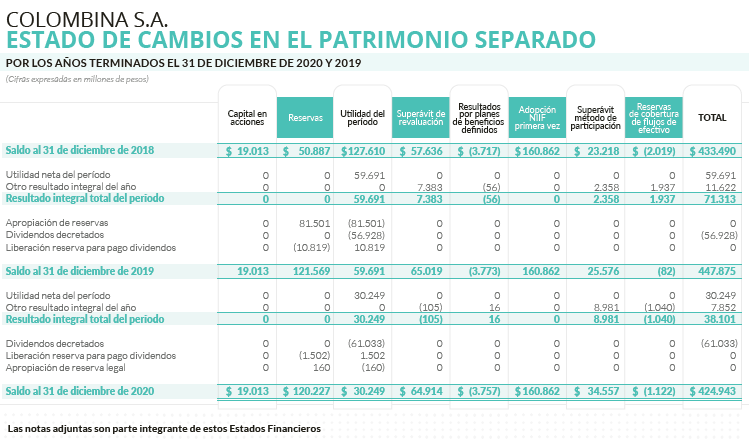 COLOMBINA S.A.
ESTADO DE CAMBIOS EN EL PATRIMONIO SEPARADO
POR LOS AÑOS TERMINADOS EL 31 DE DICIEMBRE DE 2020 Y 2019
(Cifras expresadas en millones de pesos)
Capital en acciones Reservas Utilidad del periodo Superávit de revaluación Resultados por planes de beneficios definidos Adopción NIIF primera vez Superávit método de participación Reservas de cobertura de flujos de efectivo TOTAL
Saldo al 31 de diciembre de 2018 $ 19.013 $ 50.887 $127.610 $ 57.636 $ (3.717) $160.862 $ 23.218 $ (2.019) $ 433.490
Utilidad neta del período 0 0 59.691 0 0 0 0 0 59.691
Otro resultado integral del año 0 0 0 7.383 (56) 0 2.358 1.937 11.622
Resultado integral total del periodo 0 0 59.691 7.383 (56) 0 2.358 1.937 71.313
Apropiación de reservas 0 81.501 (81.501) 0 0 0 0 0 0
Dividendos decretados 0 0 (56.928) 0 0 0 0 0 (56.928)
Liberación reserva para pago dividendos 0 (10.819) 10.819 0 0 0 0 0 0
Saldo al 31 de diciembre de 2019 19.013 121.569 59.691 65.019 (3.773) 160.862 25.576 (82) 447.875
Utilidad neta del período 0 0 30.249 0 0 0 0 0 30.249
Otro resultado integral del año 0 0 0 (105) 16 0 8.981 (1.040) 7.852
Resultado integral total del periodo 0 0 30.249 (105) 16 0 8.981 (1.040) 38.101
Dividendos decretados 0 0 (61.033) 0 0 0 0 0 (61.033)
Liberación reserva para pago dividendos 0 (1.502) 1.502 0 0 0 0 0 0
Apropiación de reserva legal 0 160 (160) 0 0 0 0 0 0
Saldo al 31 de diciembre de 2020 $ 19.013 $ 120.227 $ 30.249 $ 64.914 $ (3.757) $160.862 $ 34.557 $ (1.122) $ 424.943
Las notas adjuntas son parte integrante de estos Estados Financieros